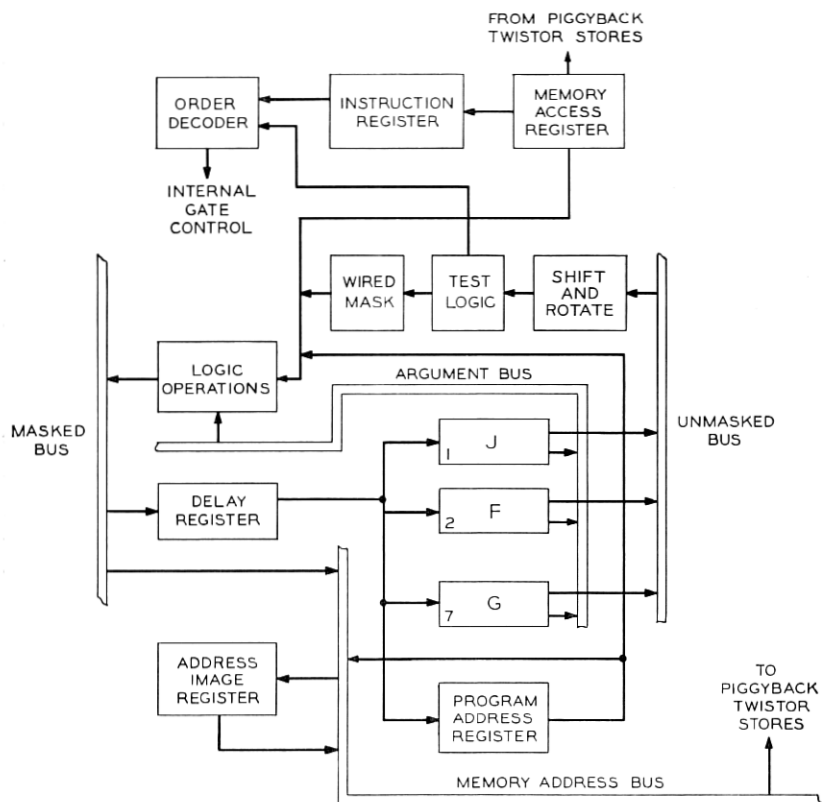 FROM PIGGYBACK
TWISTOR STORES
ORDER
DECODER
INSTRUCTION
REGISTER
MEMORY
ACCESS
REGISTER
INTERNAL
GATE
CONTROL
WIRED
MASK
TEST
LOGIC
SHIFT
AND
ROTATE
LOGIC
OPERATIONS
ARGUMENT BUS
MASKED
BUS
UNMASKED
BUS
1 J
DELAY
REGISTER
2 F
7 G
ADDRESS
IMAGE
REGISTER
PROGRAM
ADDRESS
REGISTER
TO
PIGGYBACK
TWISTOR
STORES
MEMORY ADDRESS BUS